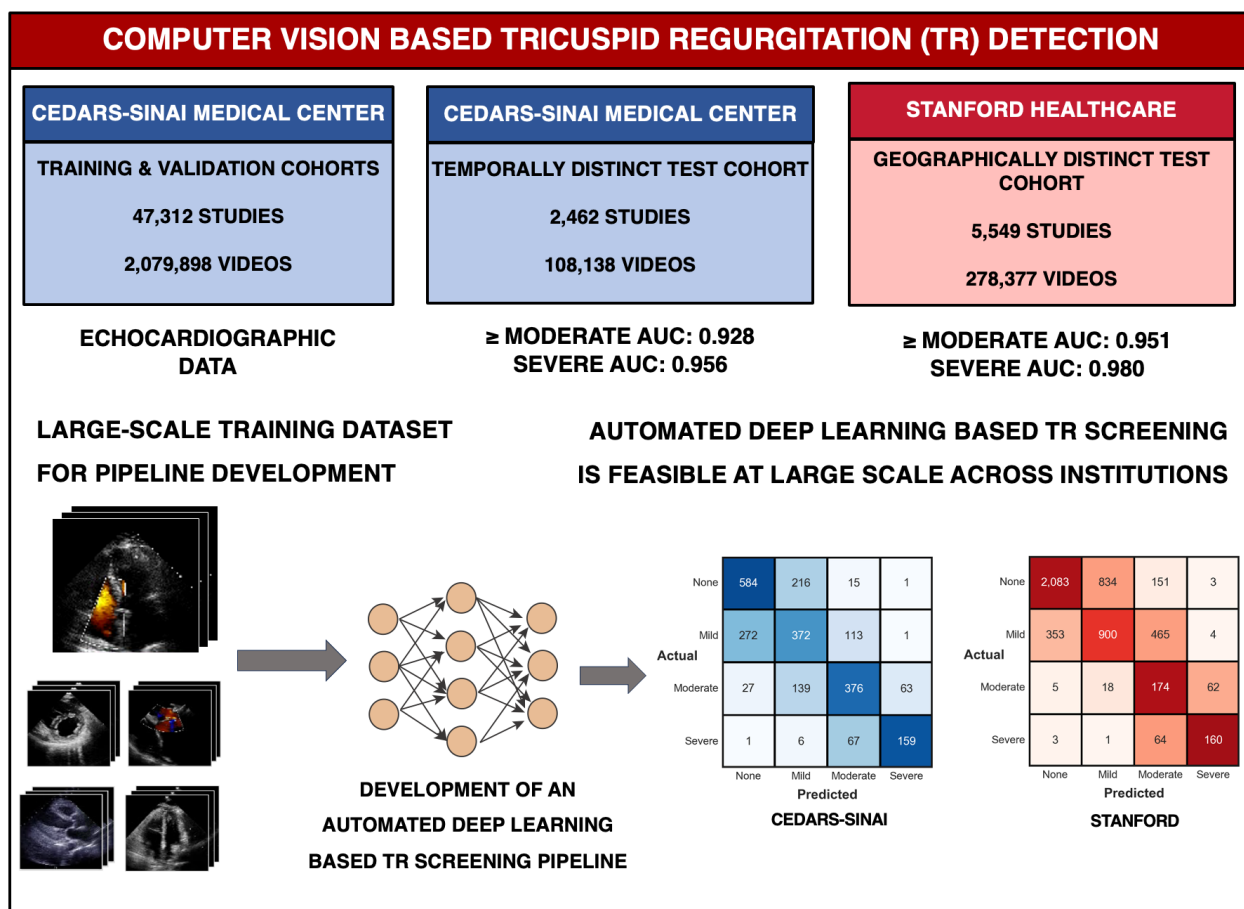 COMPUTER VISION BASED TRICUSPID REGURGITATION (TR) DETECTION
CEDARS-SINAI MEDICAL CENTER
TRAINING & VALIDATION COHORTS
47,312 STUDIES
2,079,898 VIDEOS
CEDARS-SINAI MEDICAL CENTER
TEMPORALLY DISTINCT TEST COHORT
2,462 STUDIES
108,138 VIDEOS
STANFORD HEALTHCARE
GEOGRAPHICALLY DISTINCT TEST
COHORT
5,549 STUDIES
278,377 VIDEOS
ECHOCARDIOGRAPHIC
DATA
≥ MODERATE AUC: 0.928
SEVERE AUC: 0.956
≥ MODERATE AUC: 0.951
SEVERE AUC: 0.980
LARGE-SCALE TRAINING DATASET
FOR PIPELINE DEVELOPMENT
AUTOMATED DEEP LEARNING BASED TR SCREENING
IS FEASIBLE AT LARGE SCALE ACROSS INSTITUTIONS
DEVELOPMENT OF AN
AUTOMATED DEEP LEARNING
BASED TR SCREENING PIPELINE
None 584 216 15 1
Mild 272 372 113 1
Actual
Moderate 27 139 376 63
Severe 1 6 67 159
None Mild Moderate Severe
Predicted
CEDARS-SINAI
None 2,083 834 151 3
Mild 353 900 465 4
Actual
Moderate 5 18 174 62
Severe 3 1 64 160
None Mild Moderate Severe
Predicted
STANFORD